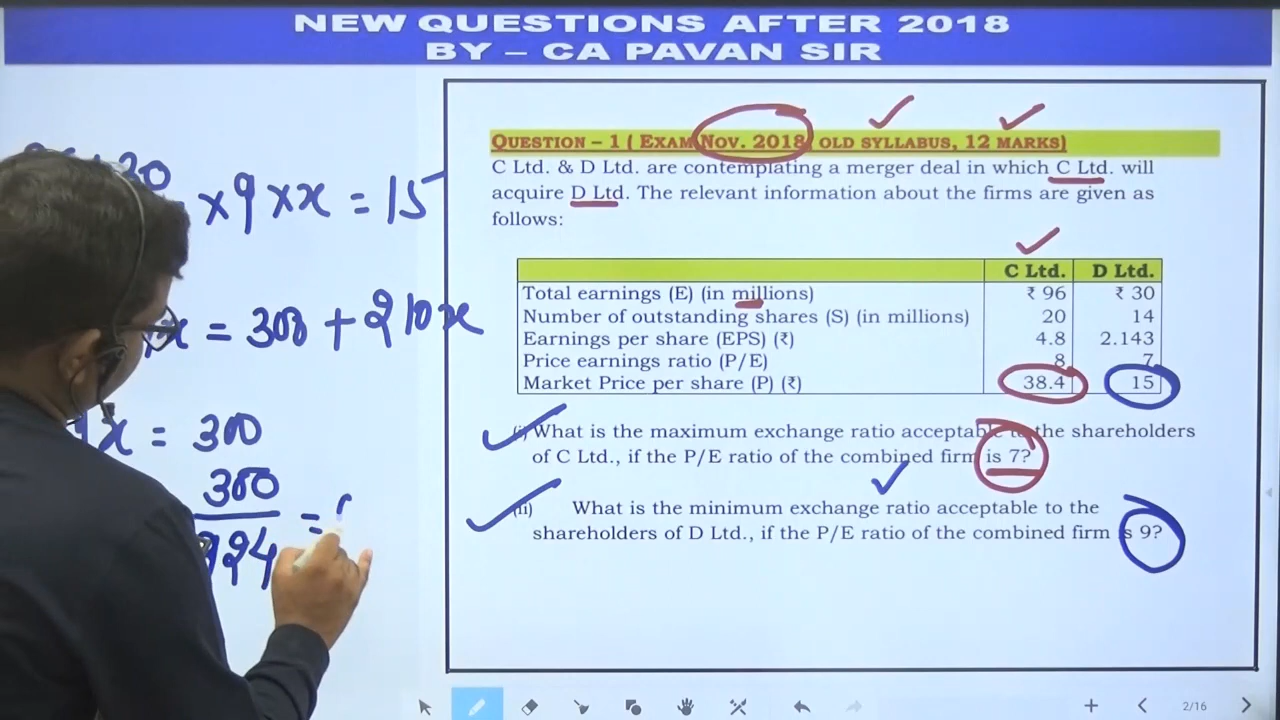 NEW QUESTIONS AFTER 2018
BY – CA PAVAN SIR
QUESTION – 1 ( EXAM NOV. 2018 OLD SYLLABUS, 12 MARKS)
C Ltd. & D Ltd. are contemplating a merger deal in which C Ltd. will
acquire D Ltd. The relevant information about the firms are given as
follows:
C Ltd. D Ltd.
Total earnings (E) (in millions) ₹ 96 ₹ 30
Number of outstanding shares (S) (in millions) 20 14
Earnings per share (EPS) (₹) 4.8 2.143
Price earnings ratio (P/E) 8 7
Market Price per share (P) (₹) 38.4 15
(i) What is the maximum exchange ratio acceptable to the shareholders
of C Ltd., if the P/E ratio of the combined firm is 7?
(ii) What is the minimum exchange ratio acceptable to the
shareholders of D Ltd., if the P/E ratio of the combined firm is 9?
30
×9×x = 15
x = 300 + 210x
x = 300
300
924 =
2/16